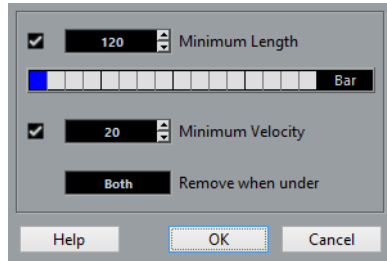 120 Minimum Length
Bar
20 Minimum Velocity
Both Remove when under
Help OK Cancel